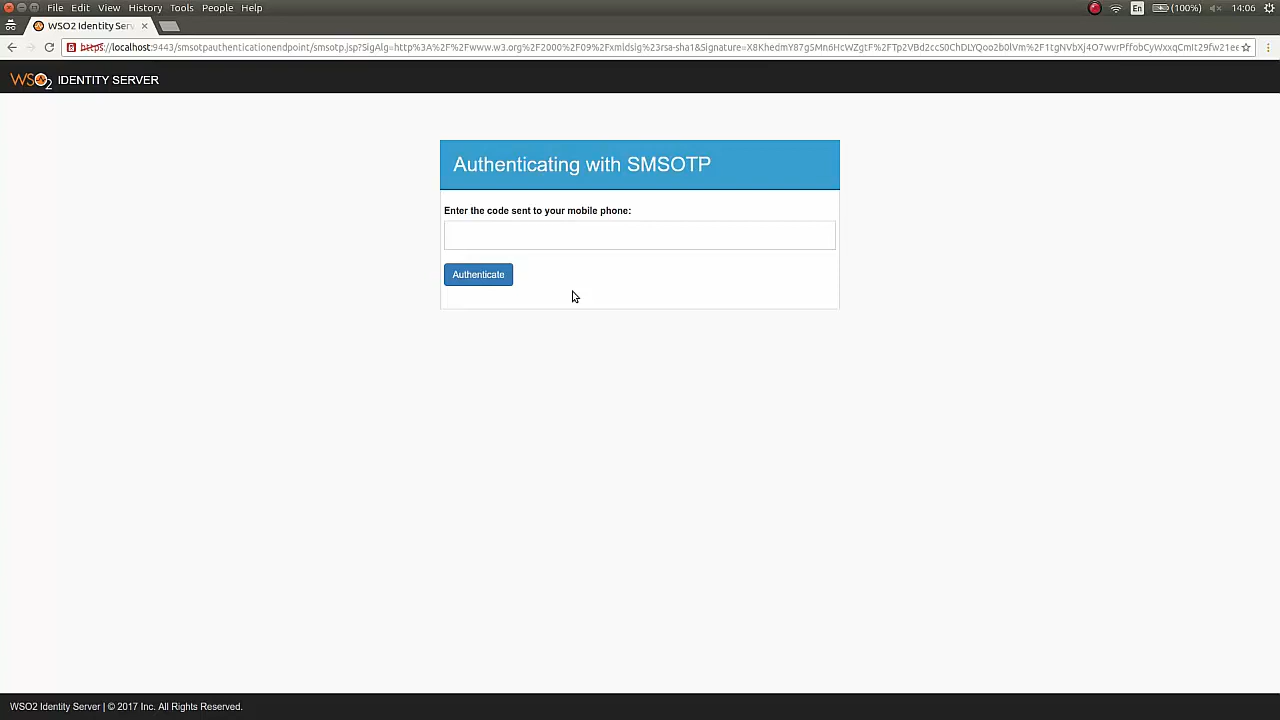 File Edit View History Tools People Help
En (100%) 14:06
WSO2 Identity Serv
https://localhost:9443/smsotpauthenticationendpoint/smsotp.jsp?SigAlg=http%3A%2F%2Fwww.w3.org%2F2000%2F09%2Fxmldsig%23rsa-sha1&Signature=
WSO2 IDENTITY SERVER
Authenticating with SMSOTP
Enter the code sent to your mobile phone:
Authenticate
WSO2 Identity Server | © 2017 Inc. All Rights Reserved.